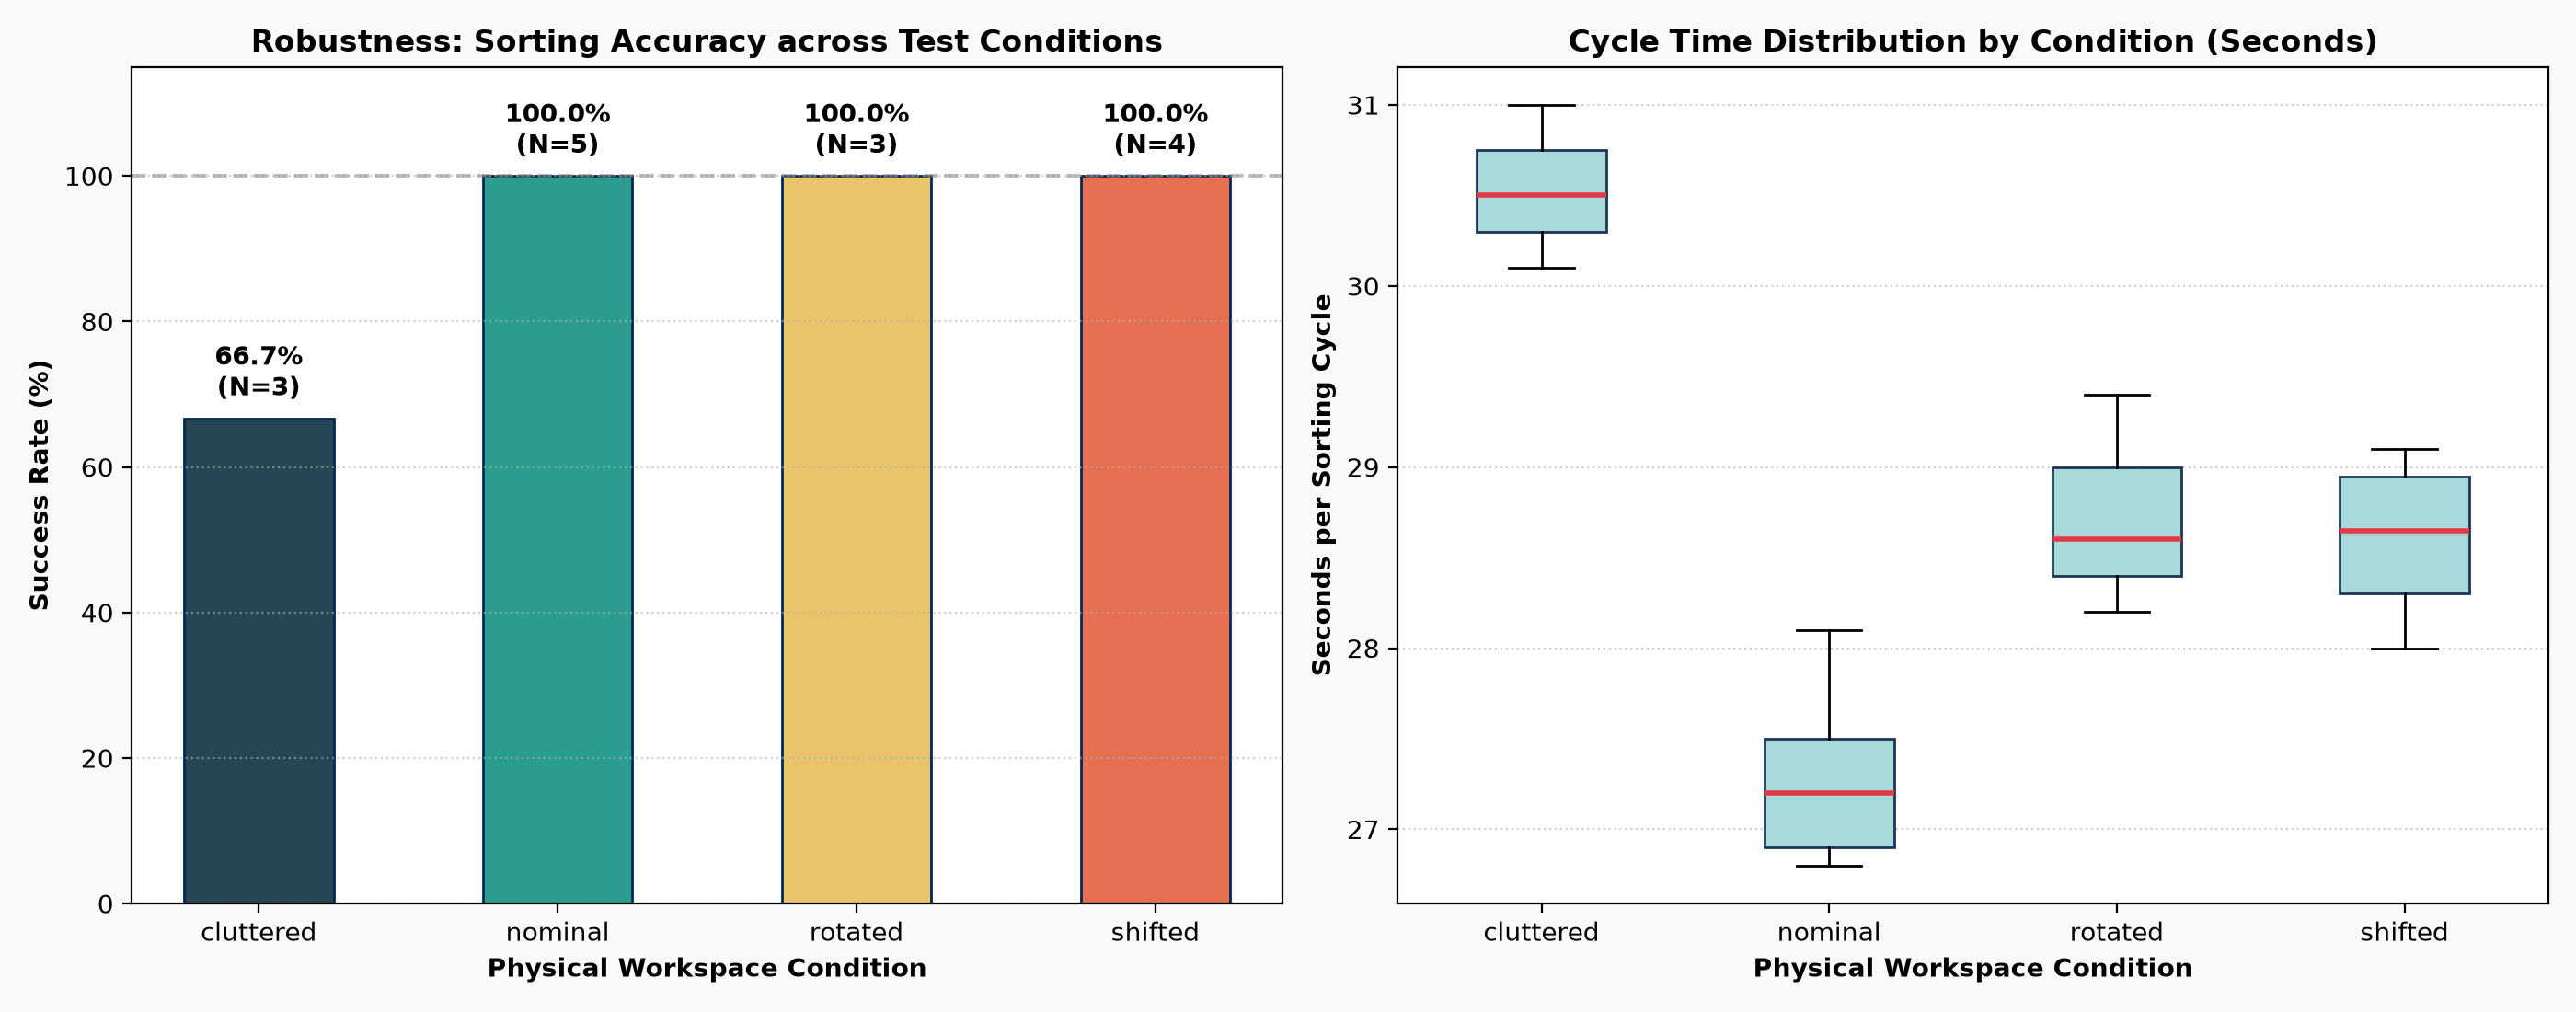 Robustness: Sorting Accuracy across Test Conditions
Success Rate (%)
100
80
60
40
20
0
66.7%
(N=3)
100.0%
(N=5)
100.0%
(N=3)
100.0%
(N=4)
cluttered
nominal
rotated
shifted
Physical Workspace Condition
Cycle Time Distribution by Condition (Seconds)
Seconds per Sorting Cycle
31
30
29
28
27
cluttered
nominal
rotated
shifted
Physical Workspace Condition